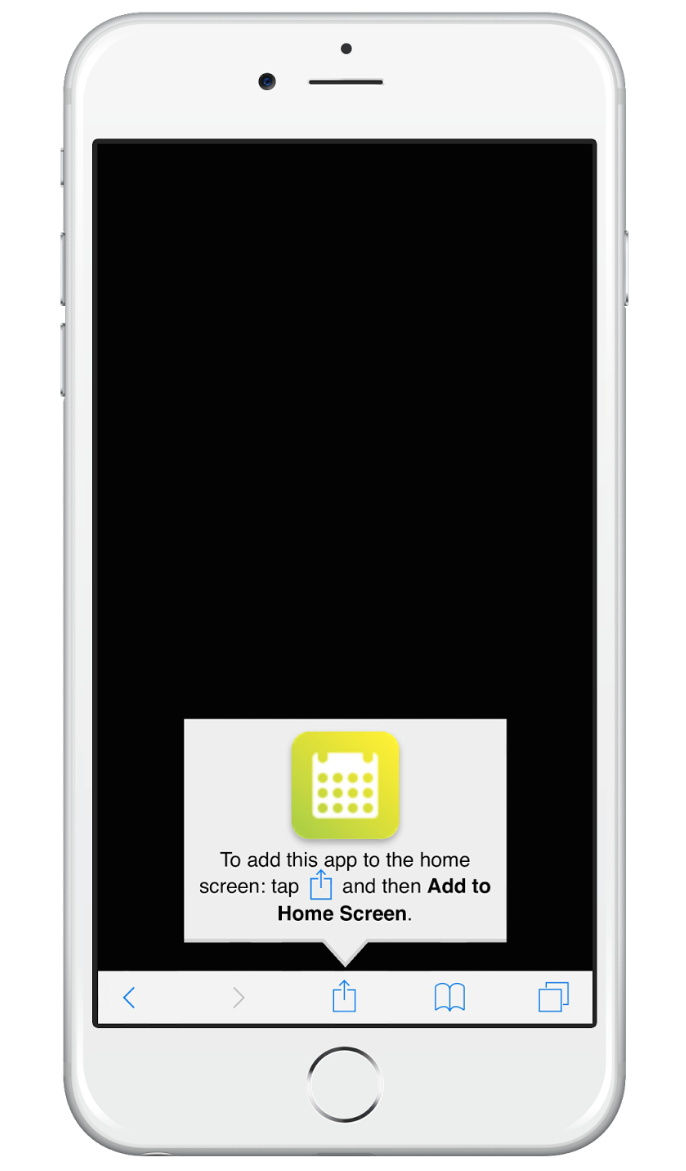 To add this app to the home
screen: tap and then Add to
Home Screen.